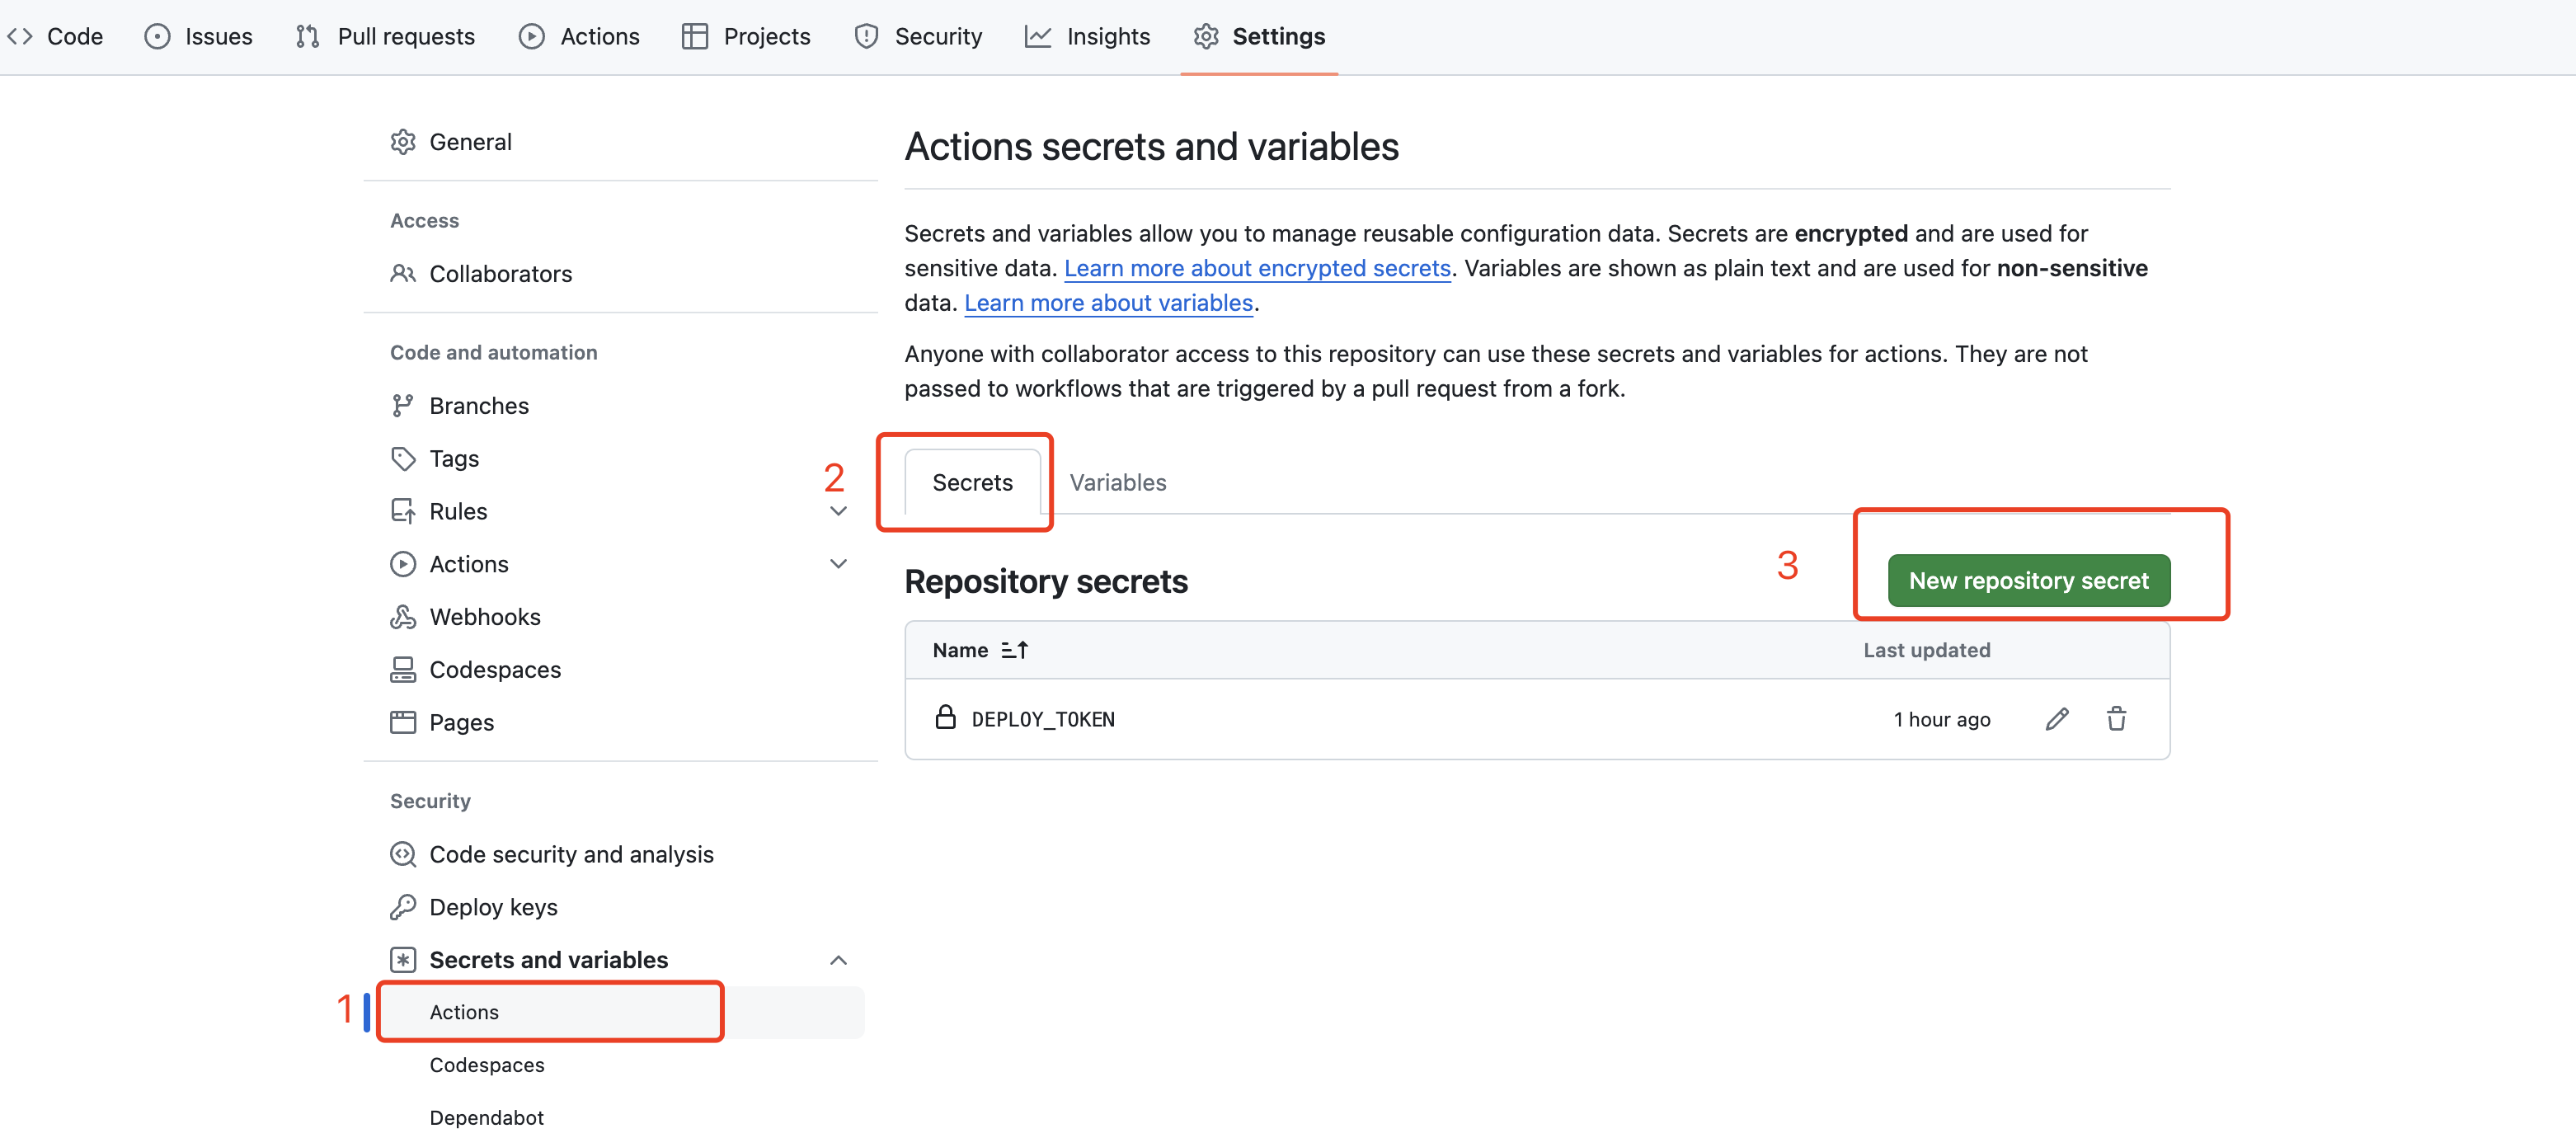 Code Issues Pull requests Actions Projects Security Insights Settings
General
Access
Collaborators
Code and automation
Branches
Tags
Rules
Actions
Webhooks
Codespaces
Pages
Security
Code security and analysis
Deploy keys
Secrets and variables
1 Actions
Codespaces
Dependabot
Actions secrets and variables
Secrets and variables allow you to manage reusable configuration data. Secrets are encrypted and are used for
sensitive data. Learn more about encrypted secrets. Variables are shown as plain text and are used for non-sensitive
data. Learn more about variables.
Anyone with collaborator access to this repository can use these secrets and variables for actions. They are not
passed to workflows that are triggered by a pull request from a fork.
2 Secrets Variables
Repository secrets 3 New repository secret
Name Last updated
DEPLOY_TOKEN 1 hour ago